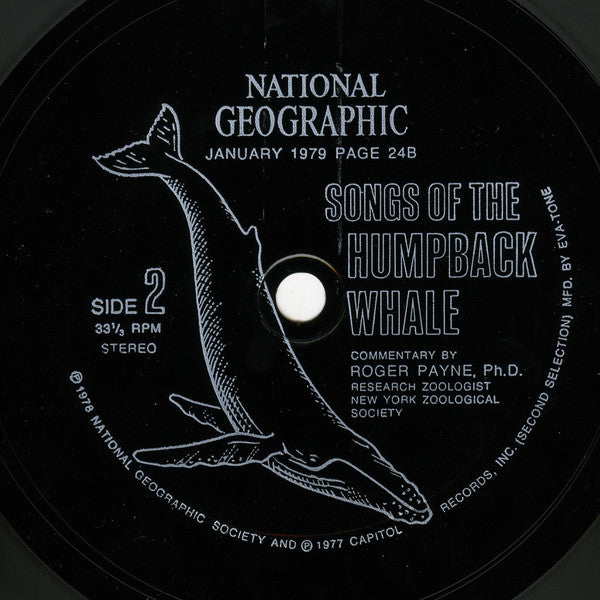 NATIONAL
GEOGRAPHIC
JANUARY 1979 PAGE 24B
SONGS OF THE
HUMPBACK
WHALE
SIDE 2
33⅓ RPM
STEREO
COMMENTARY BY
ROGER PAYNE, Ph.D.
RESEARCH ZOOLOGIST
NEW YORK ZOOLOGICAL
SOCIETY
℗ 1978 NATIONAL GEOGRAPHIC SOCIETY AND ℗ 1977 CAPITOL RECORDS, INC. (SECOND SELECTION) MFD. BY EVA-TONE